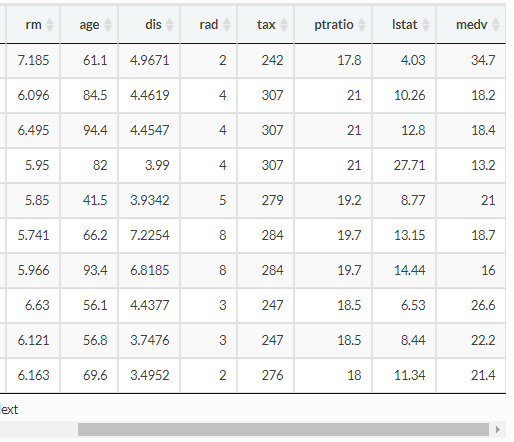 rm age dis rad tax ptratio lstat medv
7.185 61.1 4.9671 2 242 17.8 4.03 34.7
6.096 84.5 4.4619 4 307 21 10.26 18.2
6.495 94.4 4.4547 4 307 21 12.8 18.4
5.95 82 3.99 4 307 21 27.71 13.2
5.85 41.5 3.9342 5 279 19.2 8.77 21
5.741 66.2 7.2254 8 284 19.7 13.15 18.7
5.966 93.4 6.8185 8 284 19.7 14.44 16
6.63 56.1 4.4377 3 247 18.5 6.53 26.6
6.121 56.8 3.7476 3 247 18.5 8.44 22.2
6.163 69.6 3.4952 2 276 18 11.34 21.4
ext